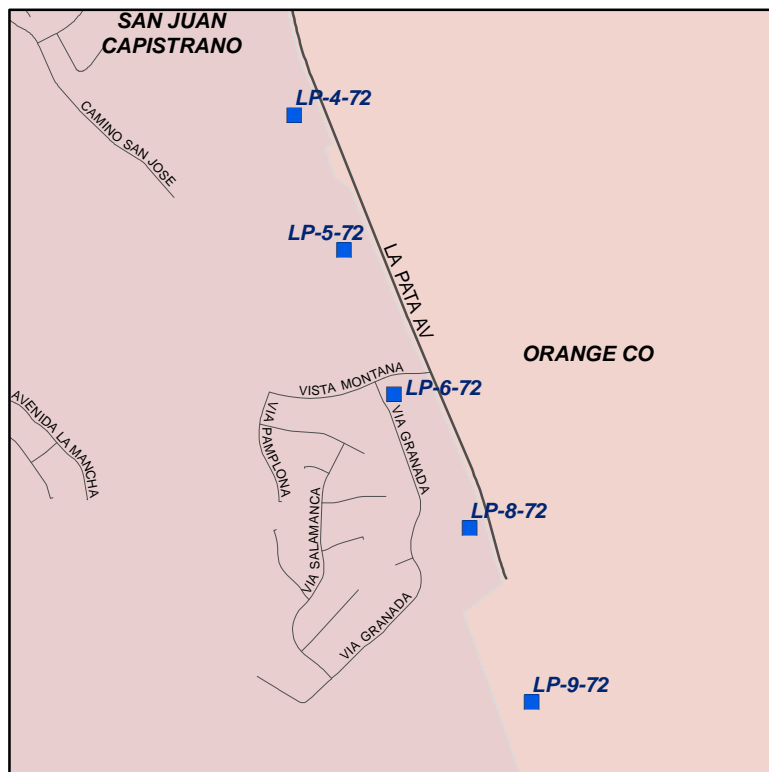 SAN JUAN
CAPISTRANO
LP-4-72
CAMINO SAN JOSE
LP-5-72
LA PATA AV
ORANGE CO
VISTA MONTANA
LP-6-72
AVENIDA LA MANCHA
VIA PAMPLONA
VIA GRANADA
VIA SALAMANCA
LP-8-72
VIA GRANADA
LP-9-72